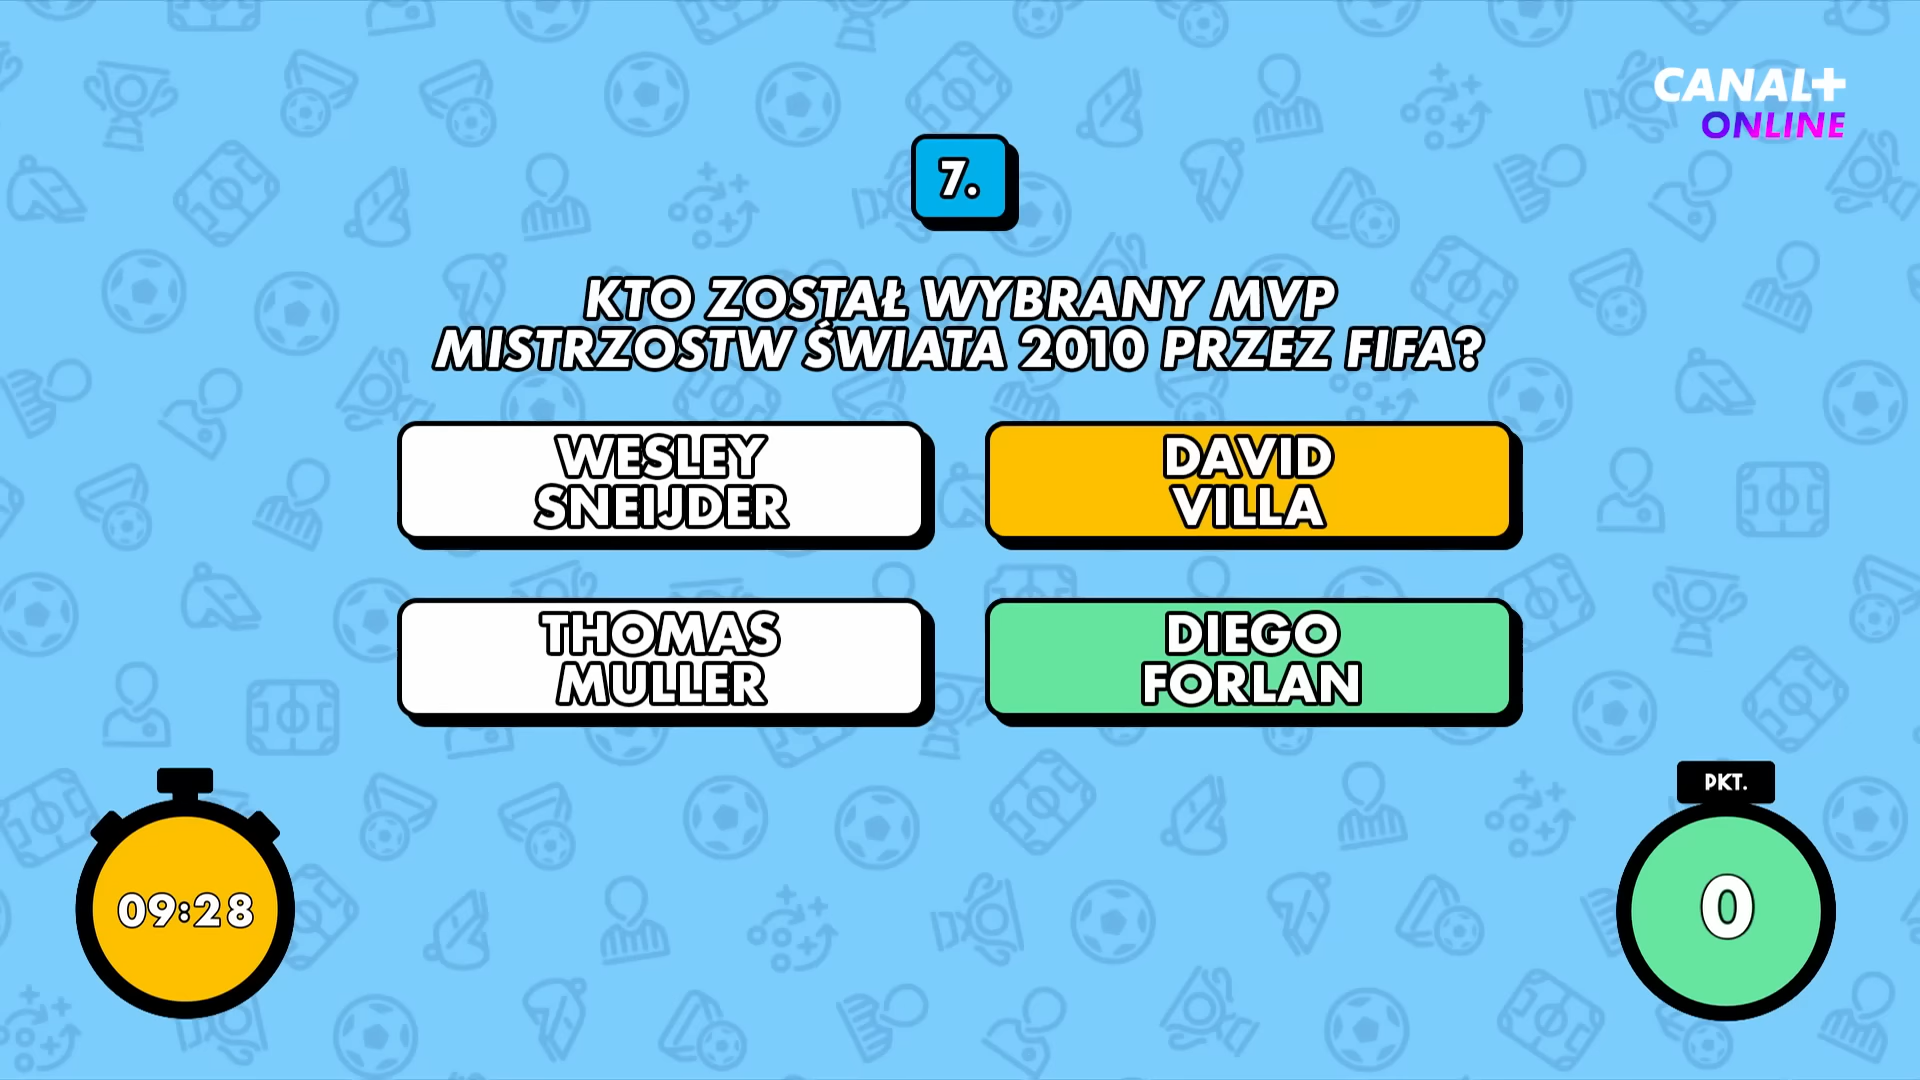 CANAL+
ONLINE
7.
KTO ZOSTAŁ WYBRANY MVP
MISTRZOSTW ŚWIATA 2010 PRZEZ FIFA?
WESLEY
SNEIJDER
DAVID
VILLA
THOMAS
MULLER
DIEGO
FORLAN
09:28
PKT.
0